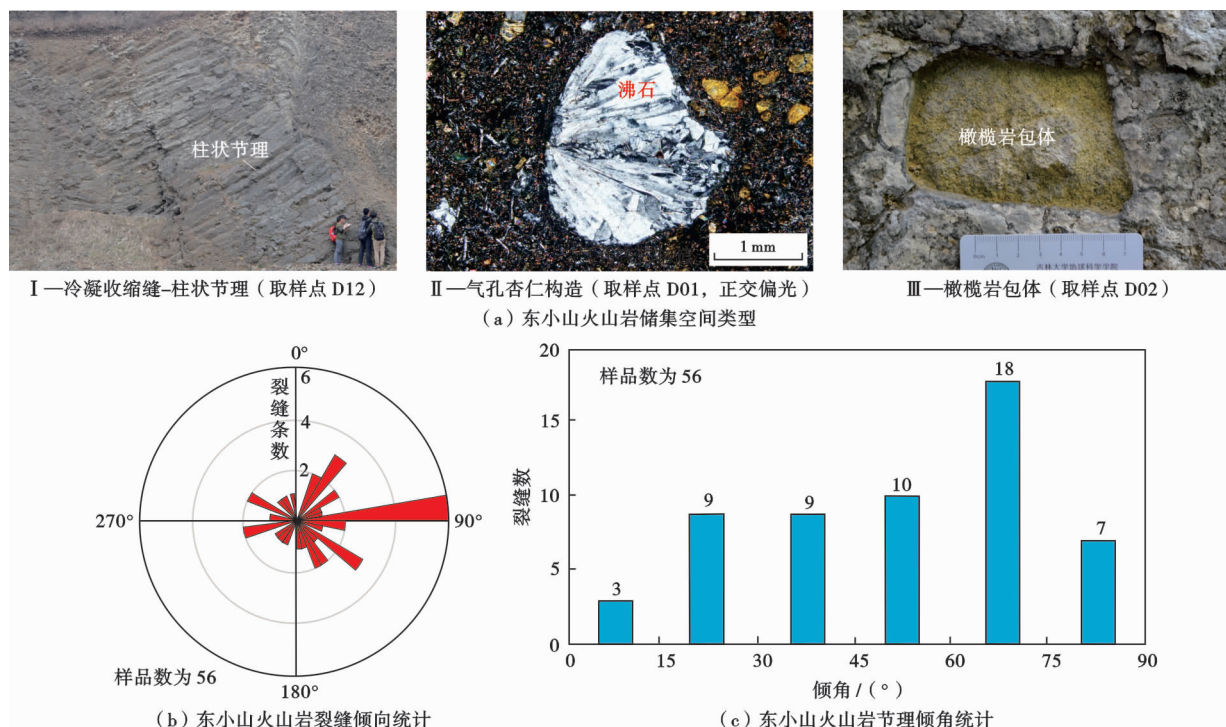 柱状节理
沸石
1 mm
橄榄岩包体
吉林大学地球科学学院
Ⅰ—冷凝收缩缝–柱状节理（取样点 D12）
Ⅱ—气孔杏仁构造（取样点 D01，正交偏光）
Ⅲ—橄榄岩包体（取样点 D02）
（a）东小山火山岩储集空间类型
0°
6
4
2
裂缝条数
270°
90°
样品数为 56
180°
（b）东小山火山岩裂缝倾向统计
20
15
10
5
0
裂缝数
样品数为 56
3
9
9
10
18
7
0
15
30
45
60
75
90
倾角 /（°）
（c）东小山火山岩节理倾角统计